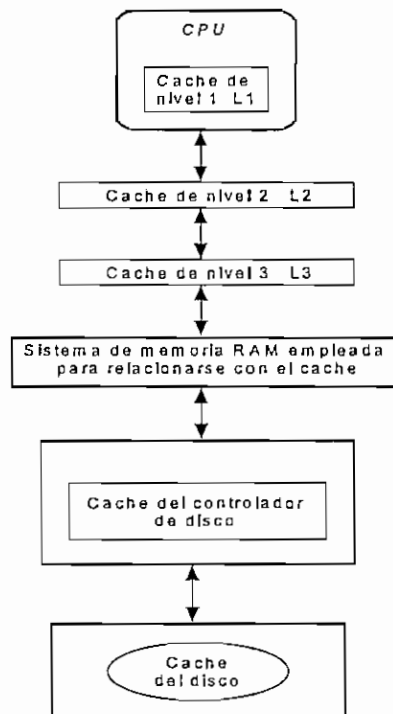 CPU
Cache de
nivel 1 L1
Cache de nivel 2 L2
Cache de nivel 3 L3
Sistema de memoria RAM empleada
para relacionarse con el cache
Cache del controlador
de disco
Cache
del disco